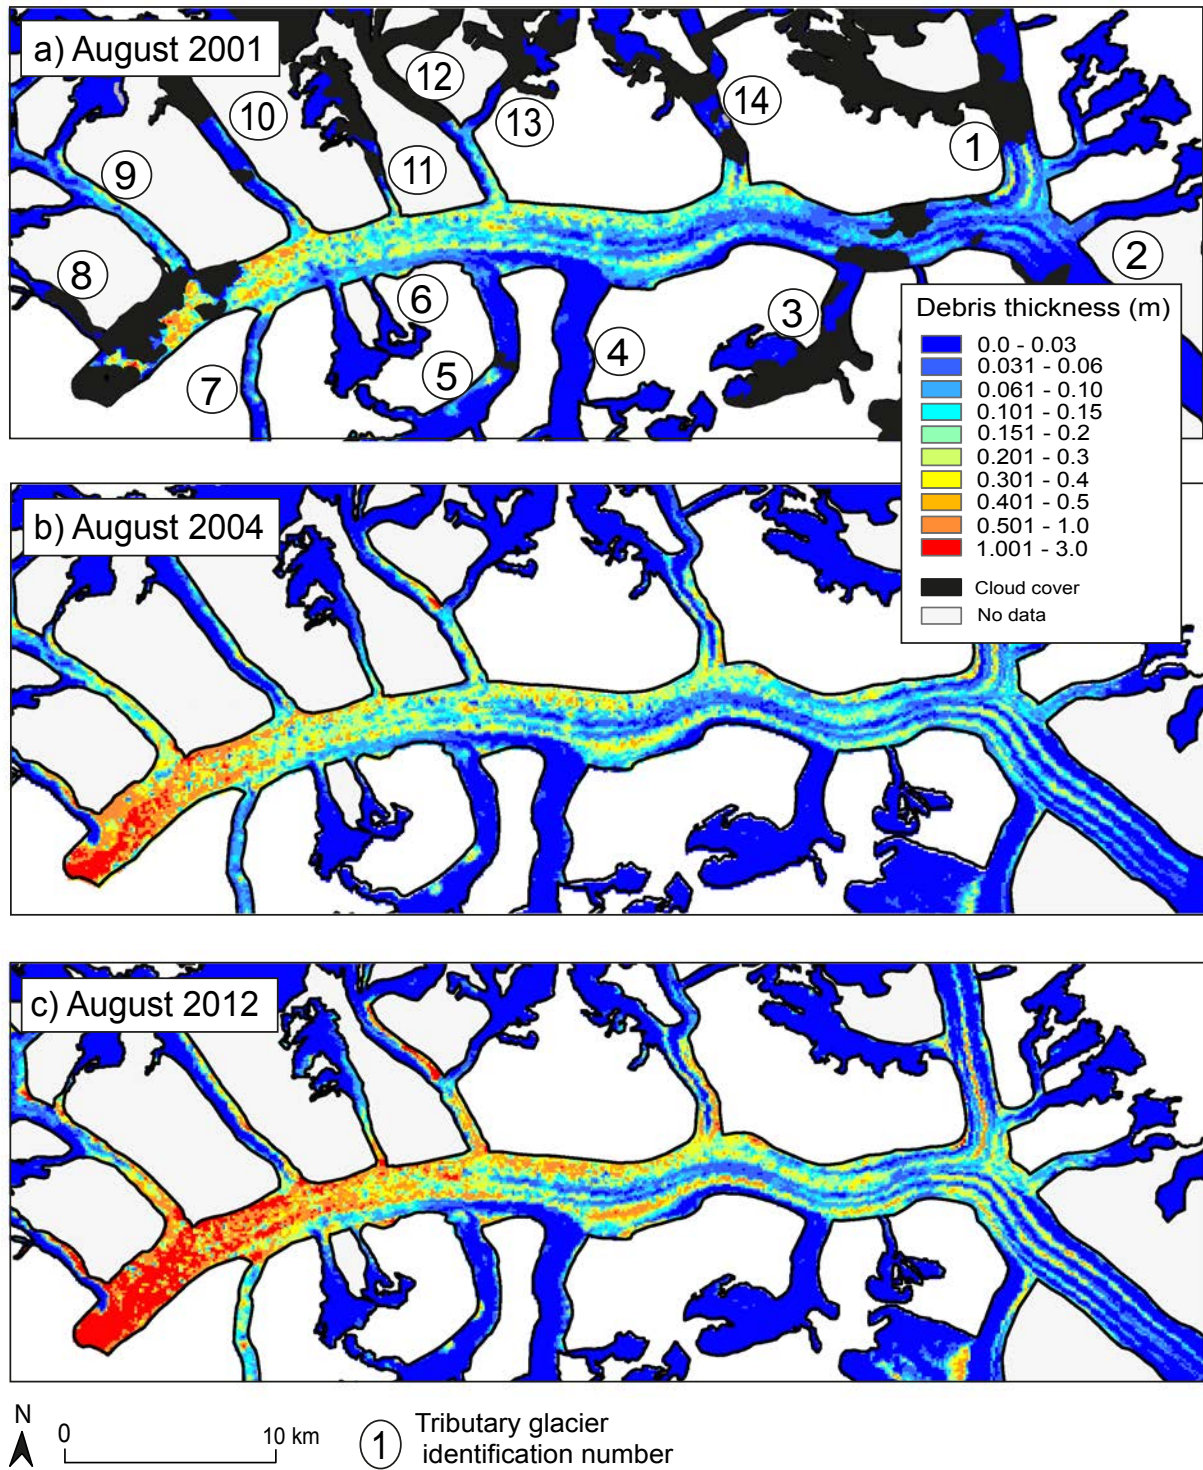 a) August 2001
12
10
13
14
11
1
9
2
8
6
3
4
7
5
Debris thickness (m)
0.0 - 0.03
0.031 - 0.06
0.061 - 0.10
0.101 - 0.15
0.151 - 0.2
0.201 - 0.3
0.301 - 0.4
0.401 - 0.5
0.501 - 1.0
1.001 - 3.0
Cloud cover
No data
b) August 2004
c) August 2012
N
0 10 km
1
Tributary glacier
identification number